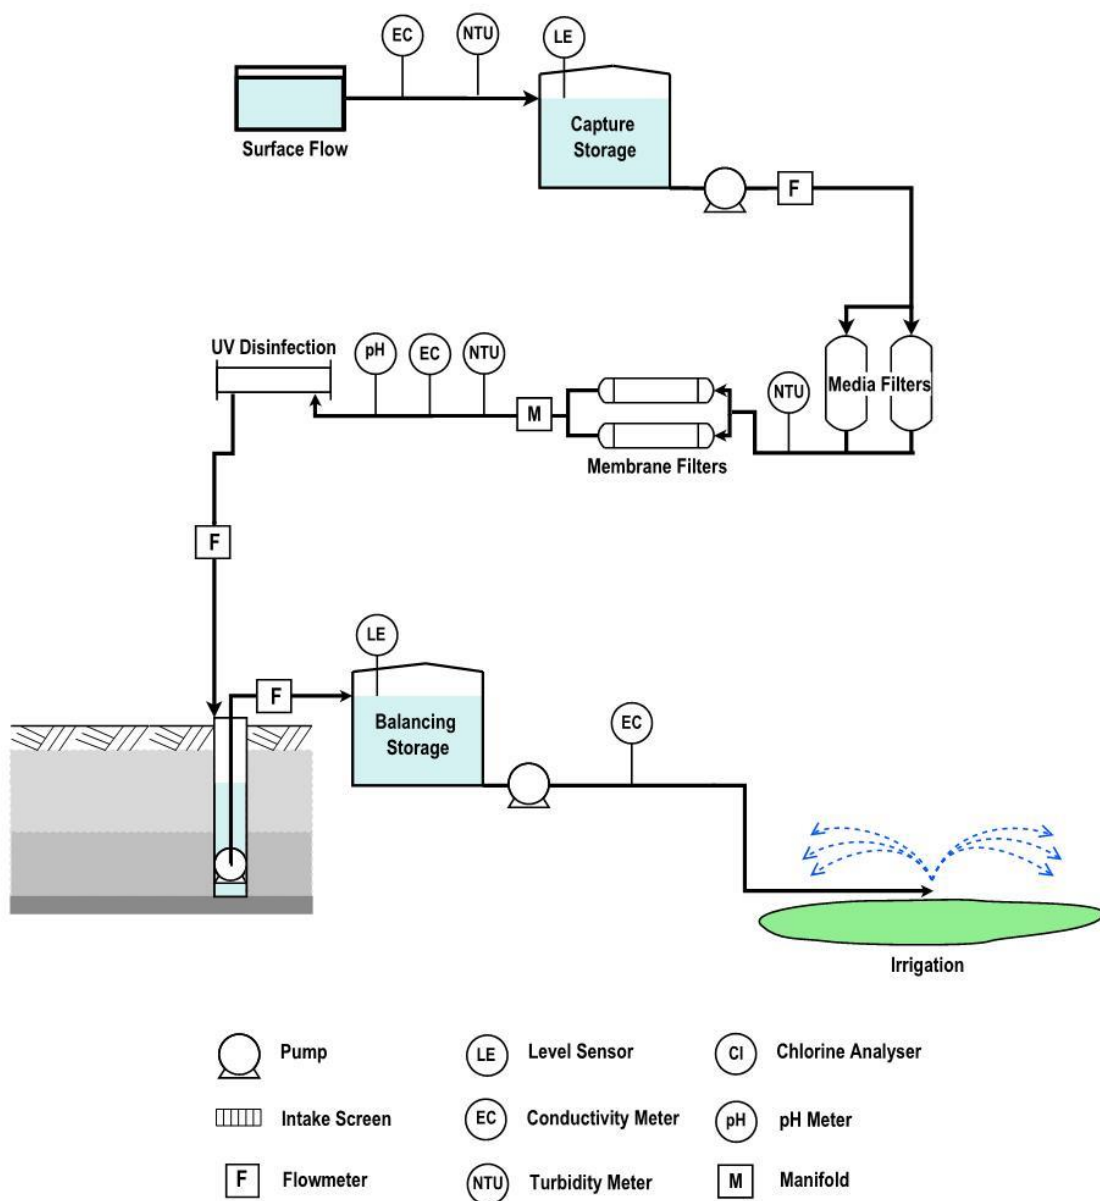 EC
NTU
LE
Surface Flow
Capture
Storage
F
UV Disinfection
pH
EC
NTU
M
Membrane Filters
NTU
Media Filters
F
LE
F
Balancing
Storage
EC
Irrigation
Pump
LE Level Sensor
Cl Chlorine Analyser
Intake Screen
EC Conductivity Meter
pH pH Meter
F Flowmeter
NTU Turbidity Meter
M Manifold